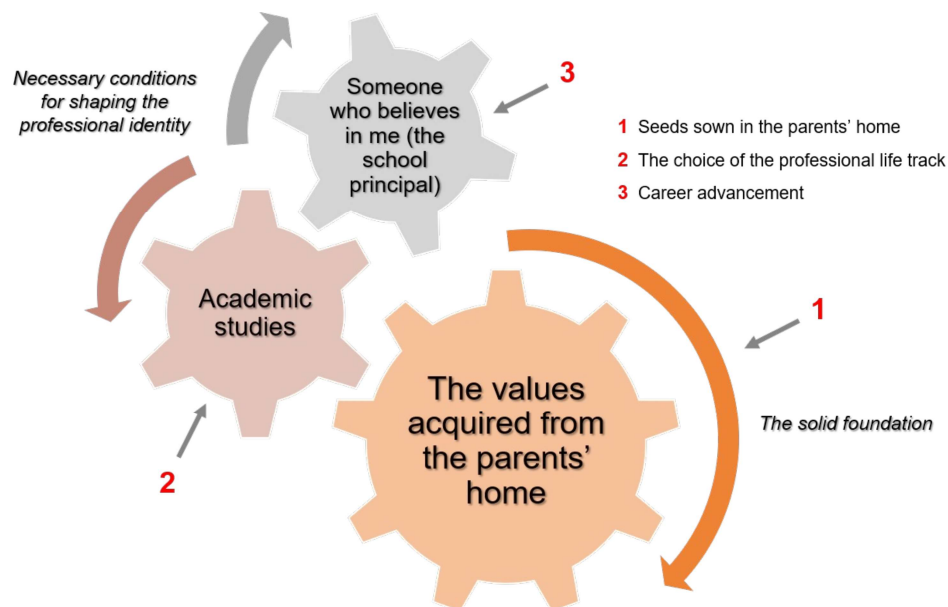 Necessary conditions
for shaping the
professional identity
Someone
who believes
in me (the
school
principal)
3
1 Seeds sown in the parents’ home
2 The choice of the professional life track
3 Career advancement
Academic
studies
2
The values
acquired from
the parents’
home
1
The solid foundation